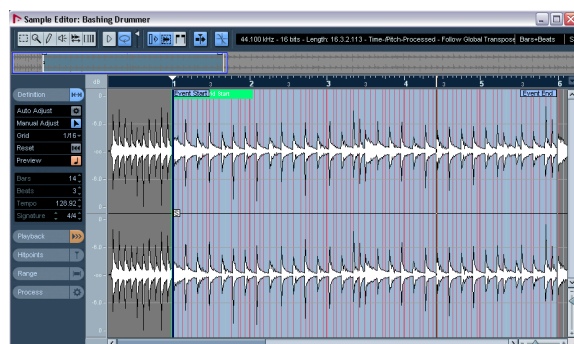 Sample Editor: Bashing Drummer
44.100 kHz - 16 bits - Length: 16.3.2.113 - Time-/Pitch-Processed - Follow Global Transpose Bars+Beats S
dB 2 3 4 5 6
Definition
Event Start d Start Event End
Auto Adjust
Manual Adjust
Grid 1/16
Reset
Preview
Bars 14
Beats 3
Tempo 128.92
Signature 4/4
Playback
Hitpoints
Range
Process